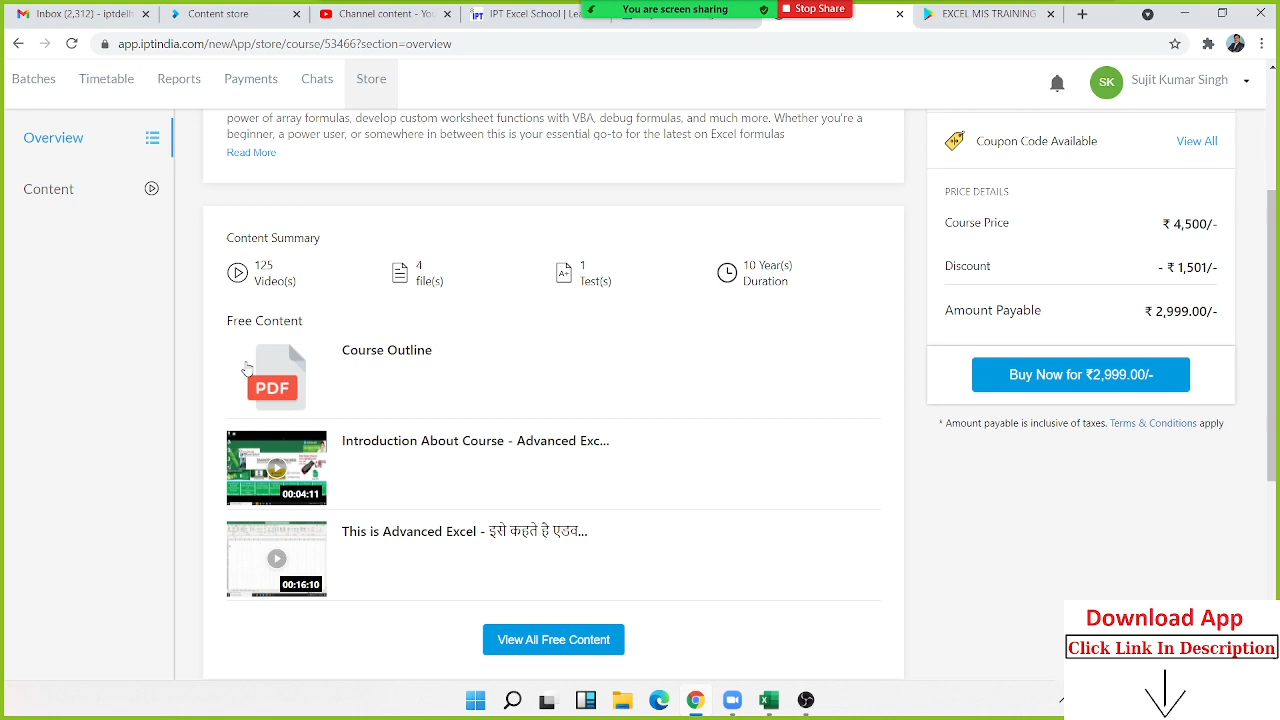 Inbox (2,312) - iptdelh
Content store
Channel content - You
IPT Excel School | Lea
EXCEL MIS TRAINING
You are screen sharing
Stop Share
app.iptindia.com/newApp/store/course/53466?section=overview
Batches
Timetable
Reports
Payments
Chats
Store
SK
Sujit Kumar Singh
Overview
Content
power of array formulas, develop custom worksheet functions with VBA, debug formulas, and much more. Whether you're a
beginner, a power user, or somewhere in between this is your essential go-to for the latest on Excel formulas
Read More
Content Summary
125
Video(s)
4
file(s)
A+
1
Test(s)
10 Year(s)
Duration
Free Content
PDF
Course Outline
Introduction About Course - Advanced Exc...
00:04:11
This is Advanced Excel - इसे कहते है एडव...
00:16:10
View All Free Content
Coupon Code Available
View All
PRICE DETAILS
Course Price
₹ 4,500/-
Discount
- ₹ 1,501/-
Amount Payable
₹ 2,999.00/-
Buy Now for ₹2,999.00/-
* Amount payable is inclusive of taxes. Terms & Conditions apply
Download App
Click Link In Description